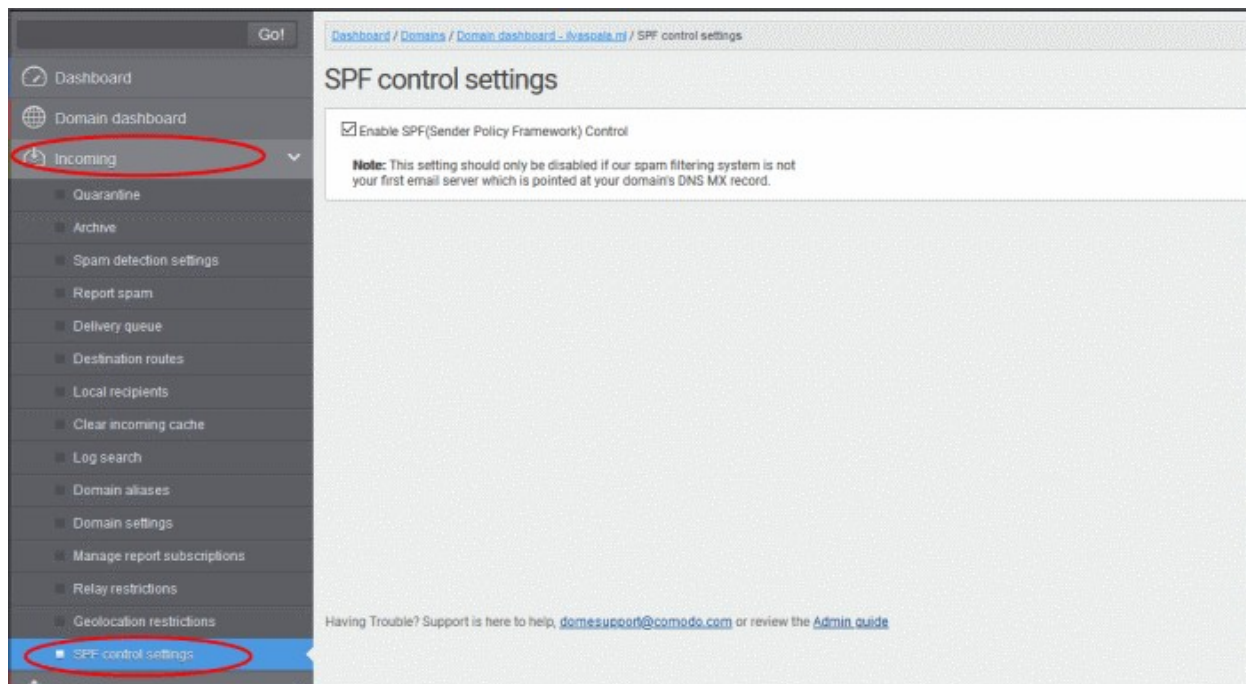 Go!
Dashboard
Domain dashboard
Incoming
Quarantine
Archive
Spam detection settings
Report spam
Delivery queue
Destination routes
Local recipients
Clear incoming cache
Log search
Domain aliases
Domain settings
Manage report subscriptions
Relay restrictions
Geolocation restrictions
SPF control settings
Dashboard / Domains / Domain dashboard - / SPF control settings
SPF control settings
Enable SPF(Sender Policy Framework) Control
Note: This setting should only be disabled if our spam filtering system is not
your first email server which is pointed at your domain's DNS MX record.
Having Trouble? Support is here to help, domesupport@comodo.com or review the Admin guide